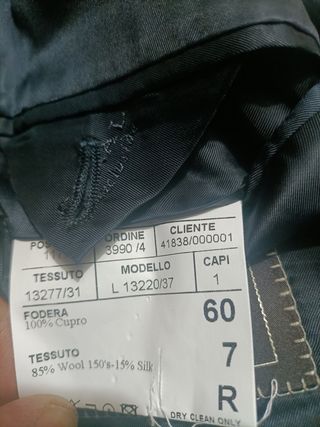 ORDINE CLIENTE
3990 /4 41838/000001
TESSUTO MODELLO CAPI
13277/31 L 13220/37 1
FODERA
100% Cupro
60
7
TESSUTO
85% Wool 150's-15% Silk
R
DRY CLEAN ONLY